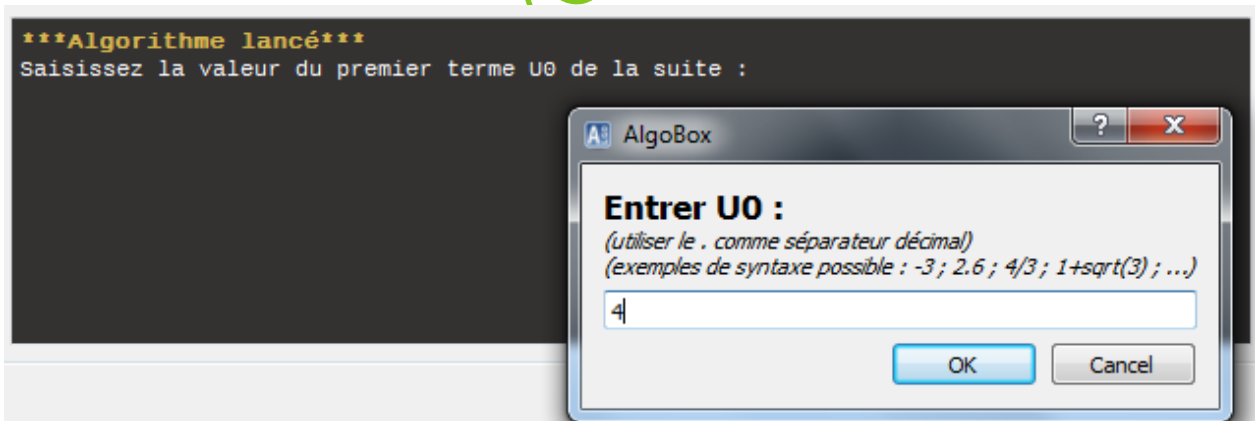 ***Algorithme lancé***
Saisissez la valeur du premier terme U0 de la suite :
AlgoBox
Entrer U0 :
(utiliser le . comme séparateur décimal)
(exemples de syntaxe possible : -3 ; 2.6 ; 4/3 ; 1+sqrt(3) ; ...)
4
OK Cancel